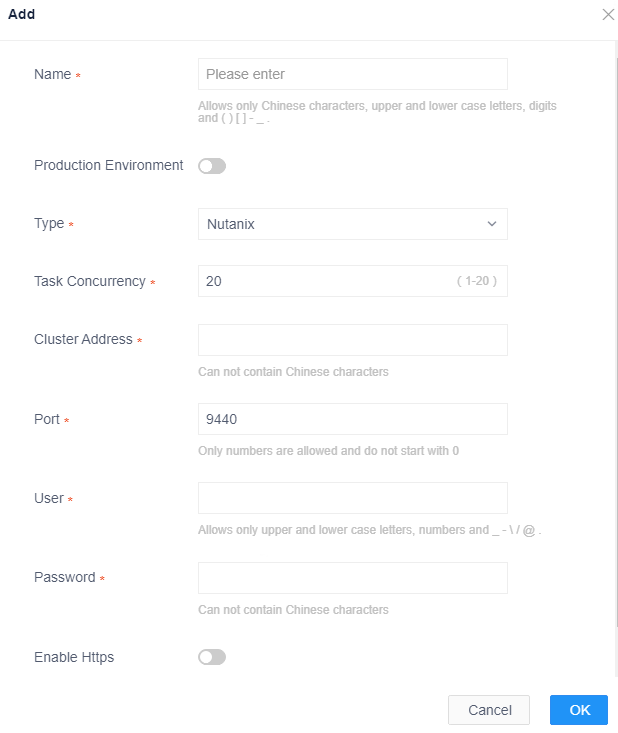 Add
Name *
Please enter
Allows only Chinese characters, upper and lower case letters, digits
and ( ) [ ] - _ .
Production Environment
Type *
Nutanix
Task Concurrency *
20
( 1-20 )
Cluster Address *
Can not contain Chinese characters
Port *
9440
Only numbers are allowed and do not start with 0
User *
Allows only upper and lower case letters, numbers and _ - \ / @ .
Password *
Can not contain Chinese characters
Enable Https
Cancel
OK